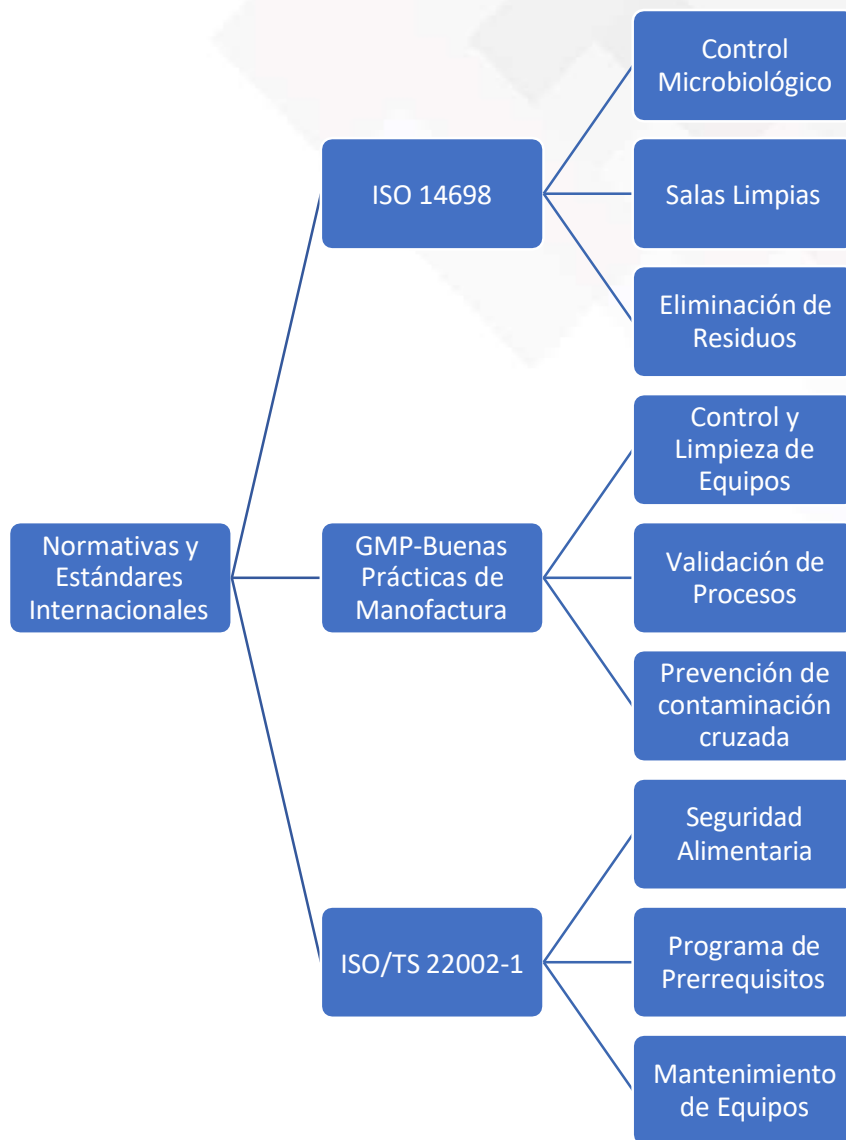 Normativas y
Estándares
Internacionales
ISO 14698
Control
Microbiológico
Salas Limpias
Eliminación de
Residuos
GMP-Buenas
Prácticas de
Manofactura
Control y
Limpieza de
Equipos
Validación de
Procesos
Prevención de
contaminación
cruzada
ISO/TS 22002-1
Seguridad
Alimentaria
Programa de
Prerrequisitos
Mantenimiento
de Equipos